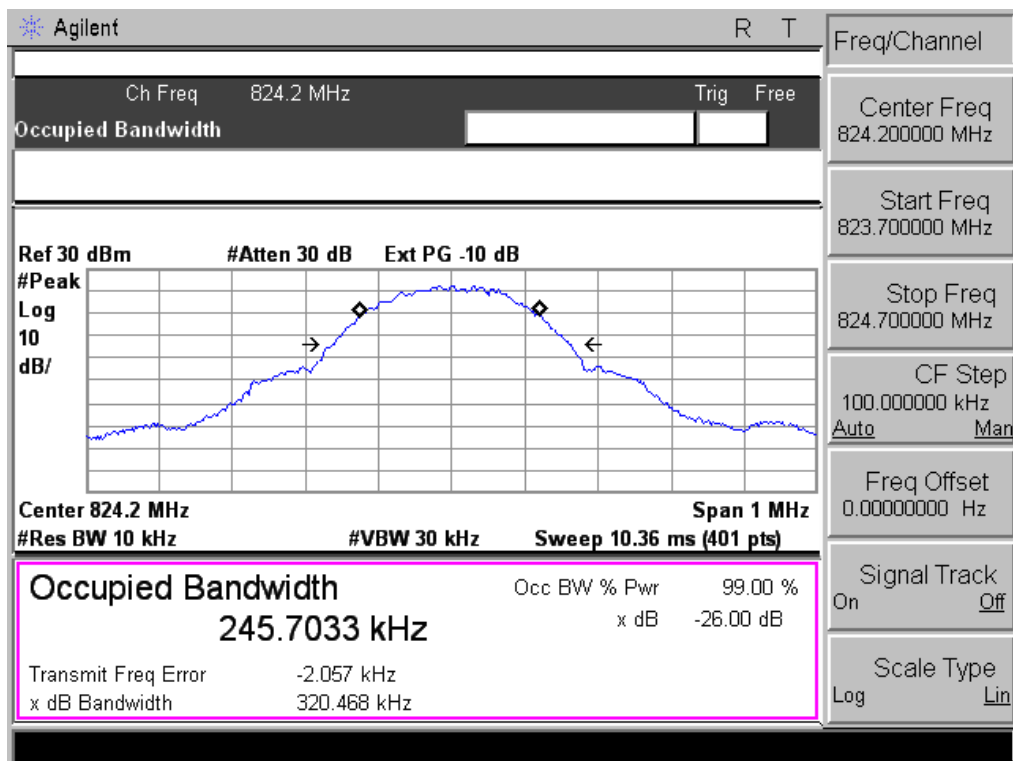 Agilent
R T
Freq/Channel
Ch Freq 824.2 MHz
Trig Free
Occupied Bandwidth
Center Freq
824.200000 MHz
Start Freq
823.700000 MHz
Stop Freq
824.700000 MHz
CF Step
100.000000 kHz
Auto Man
Freq Offset
0.00000000 Hz
Signal Track
On Off
Scale Type
Log Lin
Ref 30 dBm #Atten 30 dB Ext PG -10 dB
#Peak
Log
10
dB/
Center 824.2 MHz Span 1 MHz
#Res BW 10 kHz #VBW 30 kHz Sweep 10.36 ms (401 pts)
Occupied Bandwidth
245.7033 kHz
Occ BW % Pwr 99.00 %
x dB -26.00 dB
Transmit Freq Error -2.057 kHz
x dB Bandwidth 320.468 kHz